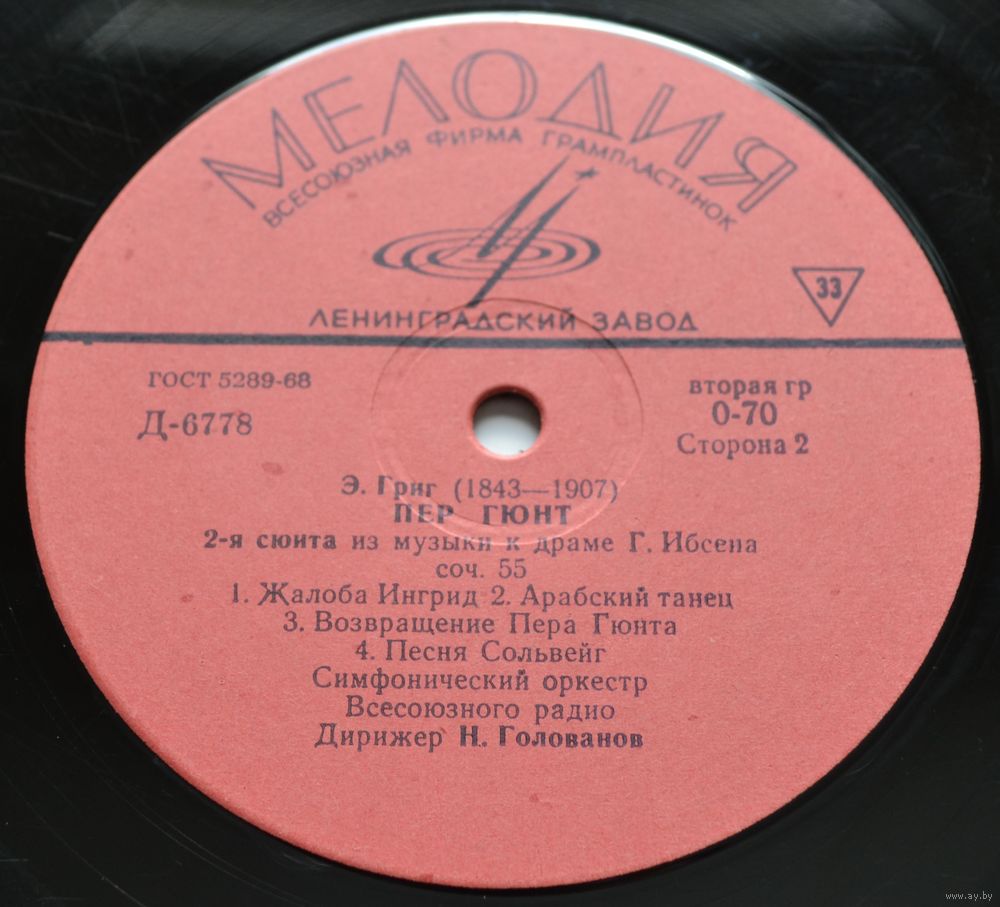 МЕЛОДИЯ
ВСЕСОЮЗНАЯ ФИРМА ГРАМПЛАСТИНОК
33
ЛЕНИНГРАДСКИЙ ЗАВОД
ГОСТ 5289-68
вторая гр
Д-6778
0-70
Сторона 2
Э. Григ (1843—1907)
ПЕР ГЮНТ
2-я сюита из музыки к драме Г. Ибсена
соч. 55
1. Жалоба Ингрид 2. Арабский танец
3. Возвращение Пера Гюнта
4. Песня Сольвейг
Симфонический оркестр
Всесоюзного радио
Дирижер Н. Голованов
www.ay.by